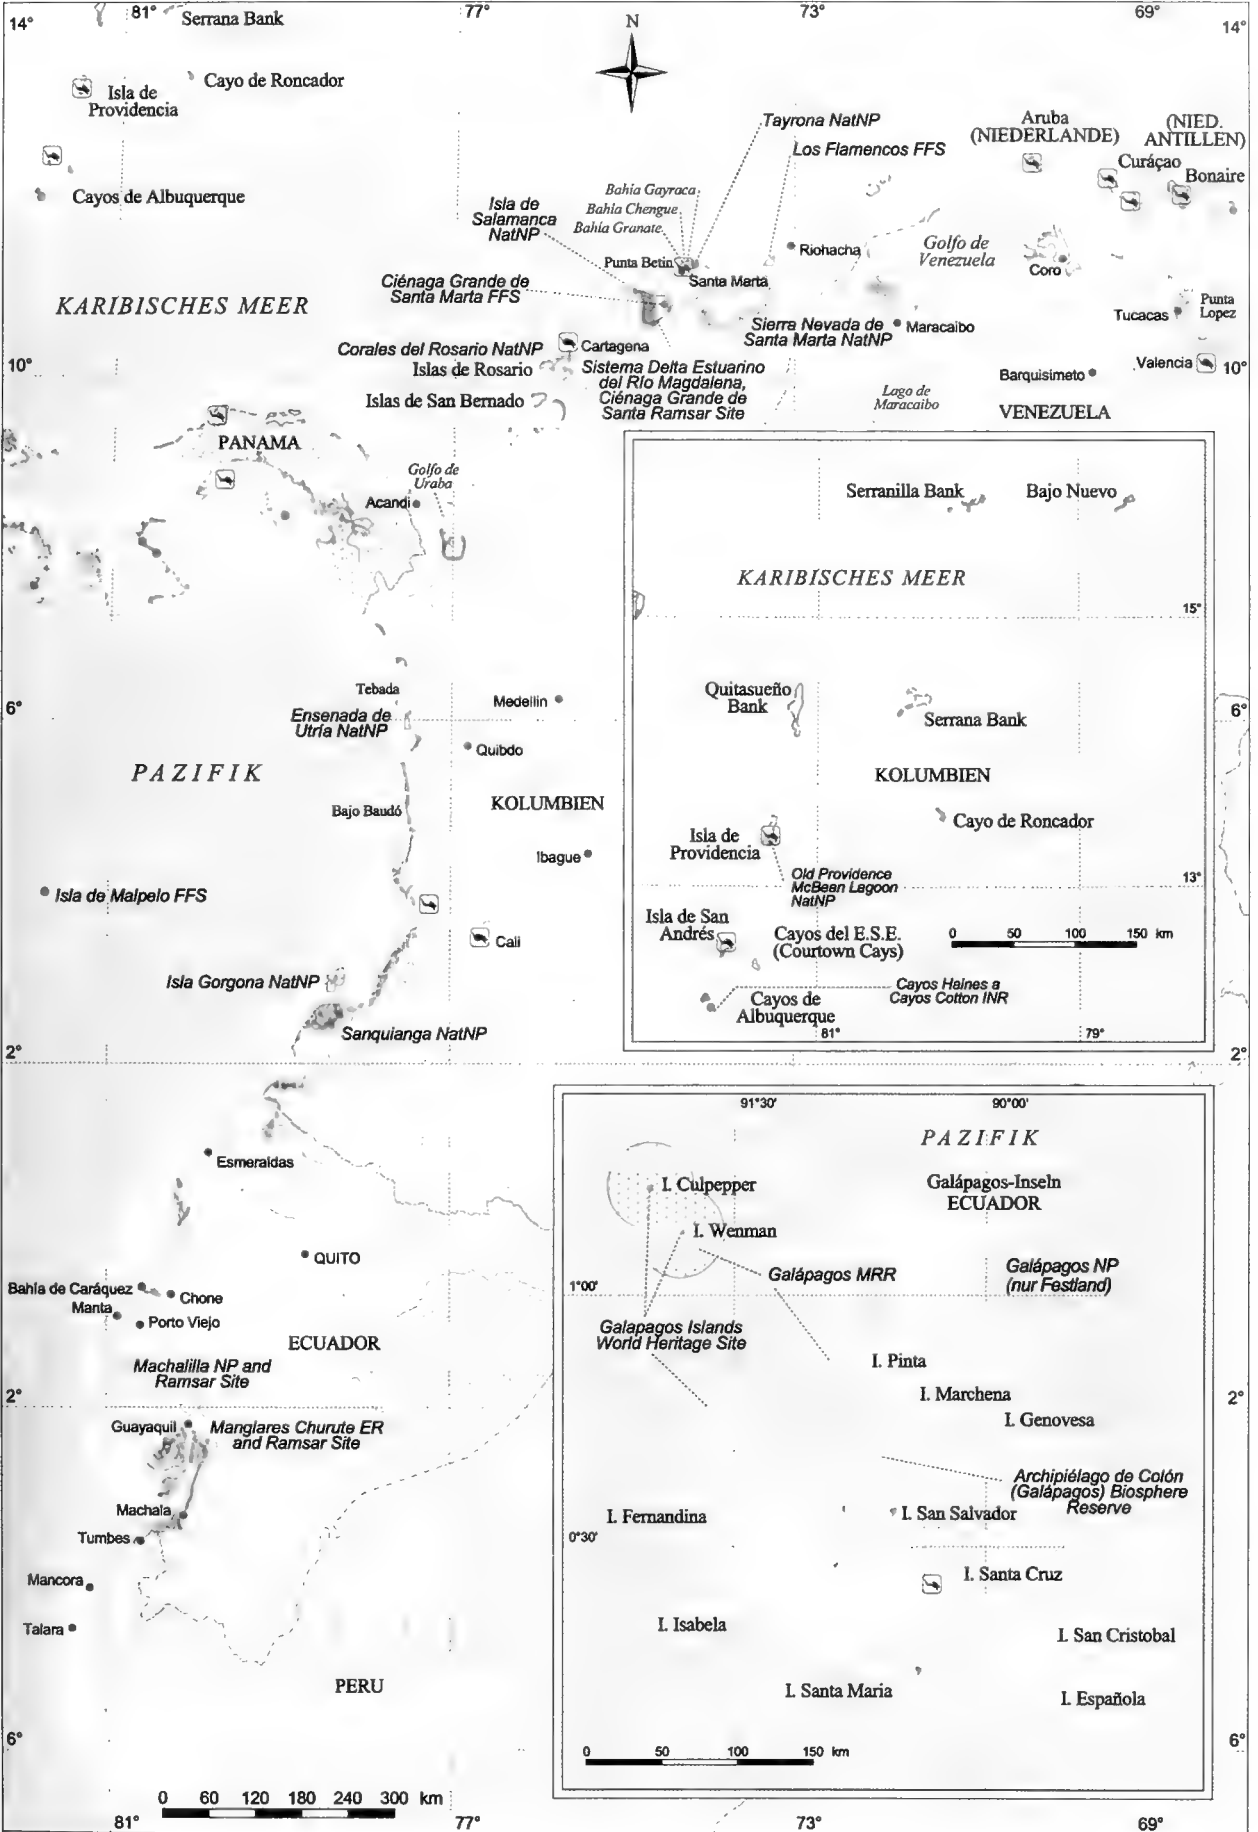 81°
77°
73°
69°
14°
14°
Serrana Bank
N
Isla de
Providencia
Cayo de Roncador
Cayos de Albuquerque
Tayrona NatNP
Los Flamencos FFS
Aruba
(NIEDERLANDE)
(NIED.
ANTILLEN)
Curáçao
Bonaire
Bahía Gayraca
Bahía Chengue
Bahía Granate
Isla de
Salamanca
NatNP
Punta Betín
Santa Marta
Riohacha
Golfo de
Venezuela
Coro
Ciénaga Grande de
Santa Marta FFS
KARIBISCHES MEER
Punta
Lopez
Tucacas
Sierra Nevada de
Santa Marta NatNP
Maracaibo
Cartagena
Corales del Rosario NatNP
Islas de Rosario
Valencia
10°
10°
Sistema Delta Estuarino
del Río Magdalena,
Ciénaga Grande de
Santa Ramsar Site
Barquisimeto
Islas de San Bernado
Lago de
Maracaibo
VENEZUELA
PANAMA
Golfo de
Uraba
Acandi
Serranilla Bank
Bajo Nuevo
KARIBISCHES MEER
15°
Quitasueño
Bank
Serrana Bank
KOLUMBIEN
Isla de
Providencia
Cayo de Roncador
Old Providence
McBean Lagoon
NatNP
13°
Isla de San
Andrés
Cayos del E.S.E.
(Courtown Cays)
0 50 100 150 km
Cayos Haines a
Cayos Cotton INR
Cayos de
Albuquerque
81°
79°
Tebada
Medellin
6°
6°
Ensenada de
Utría NatNP
Quibdo
PAZIFIK
KOLUMBIEN
Bajo Baudó
Ibague
Isla de Malpelo FFS
Cali
Isla Gorgona NatNP
Sanquianga NatNP
2°
2°
Esmeraldas
QUITO
Bahía de Caráquez
Chone
Manta
Porto Viejo
ECUADOR
Machalilla NP and
Ramsar Site
2°
2°
Guayaquil
Manglares Churute ER
and Ramsar Site
Machala
Tumbes
Mancora
Talara
PERU
91°30'
90°00'
PAZIFIK
I. Culpepper
Galápagos-Inseln
ECUADOR
I. Wenman
Galápagos MRR
Galápagos NP
(nur Festland)
1°00'
Galapagos Islands
World Heritage Site
I. Pinta
I. Marchena
I. Genovesa
Archipiélago de Colón
(Galápagos) Biosphere
Reserve
I. Fernandina
I. San Salvador
0°30'
I. Santa Cruz
I. Isabela
I. San Cristobal
I. Santa Maria
I. Española
0 50 100 150 km
6°
6°
0 60 120 180 240 300 km
81°
77°
73°
69°